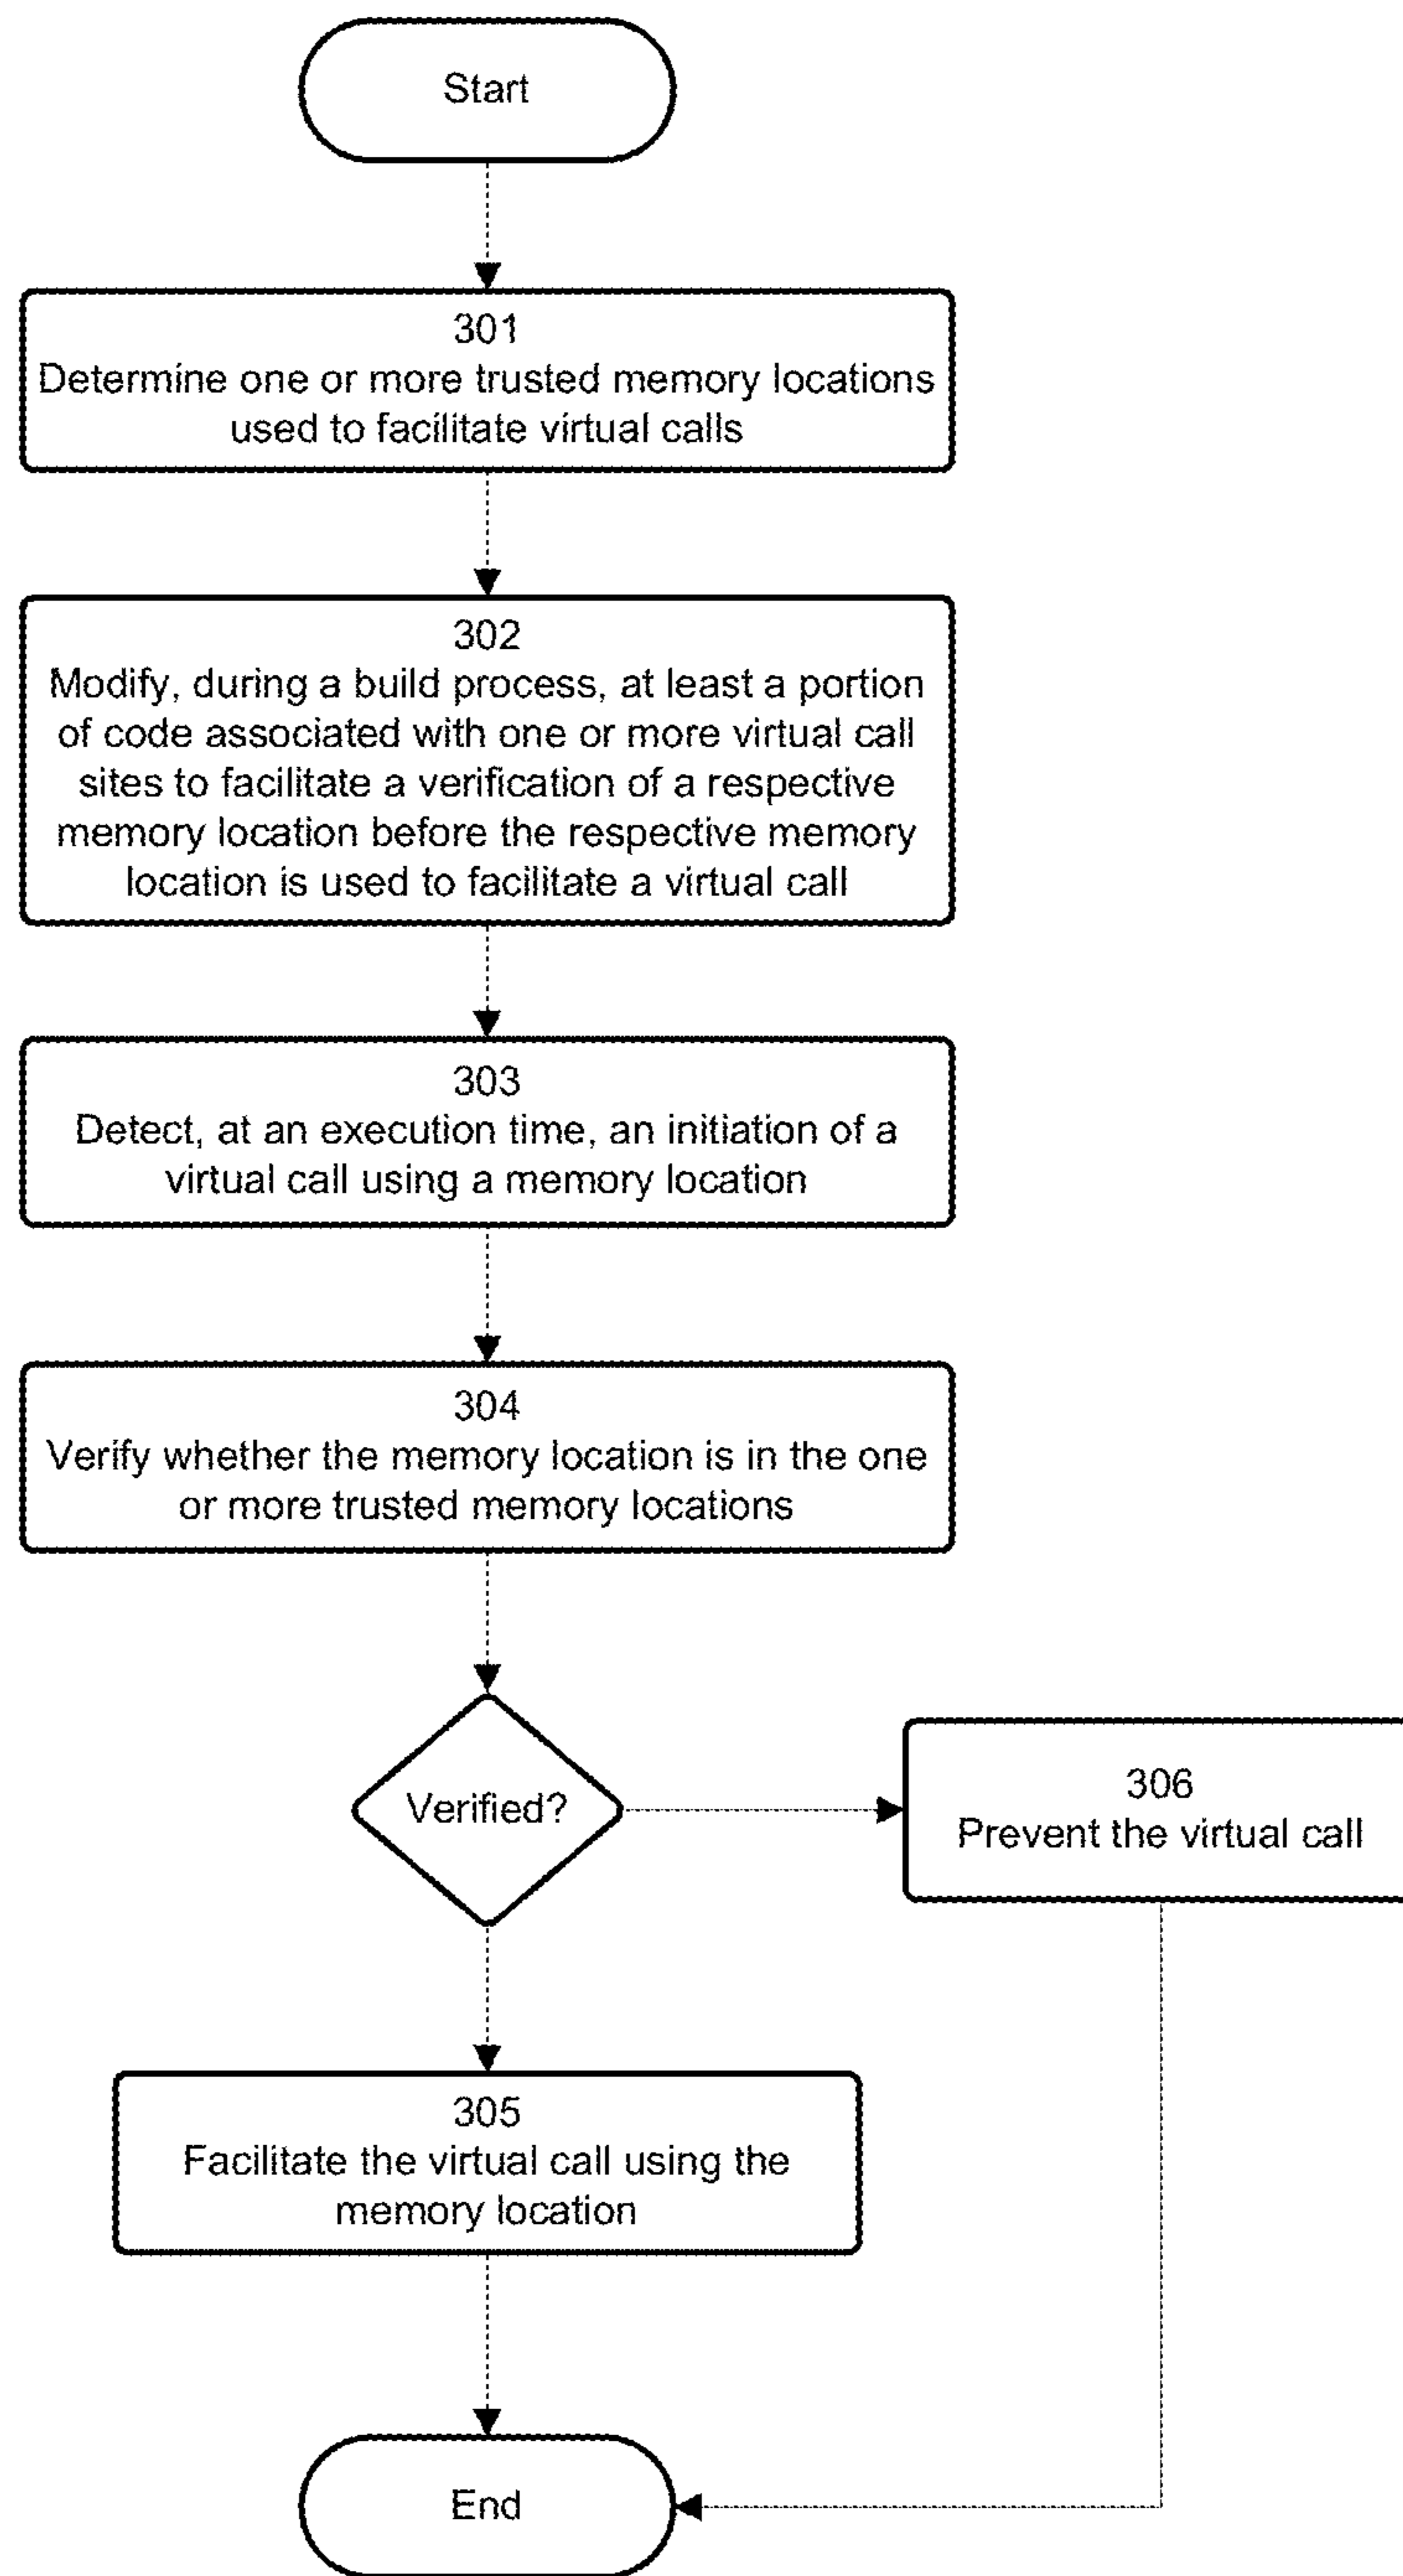 Start
301
Determine one or more trusted memory locations
used to facilitate virtual calls
302
Modify, during a build process, at least a portion
of code associated with one or more virtual call
sites to facilitate a verification of a respective
memory location before the respective memory
location is used to facilitate a virtual call
303
Detect, at an execution time, an initiation of a
virtual call using a memory location
304
Verify whether the memory location is in the one
or more trusted memory locations
Verified?
306
Prevent the virtual call
305
Facilitate the virtual call using the
memory location
End